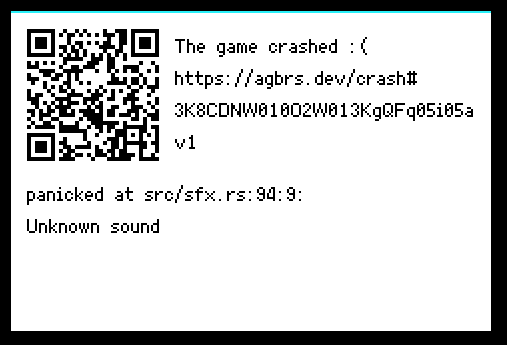 The game crashed :(
https://agbrs.dev/crash#
3K8CDNW010O2W013KgQFq05i05a
v1
panicked at src/sfx.rs:94:9:
Unknown sound